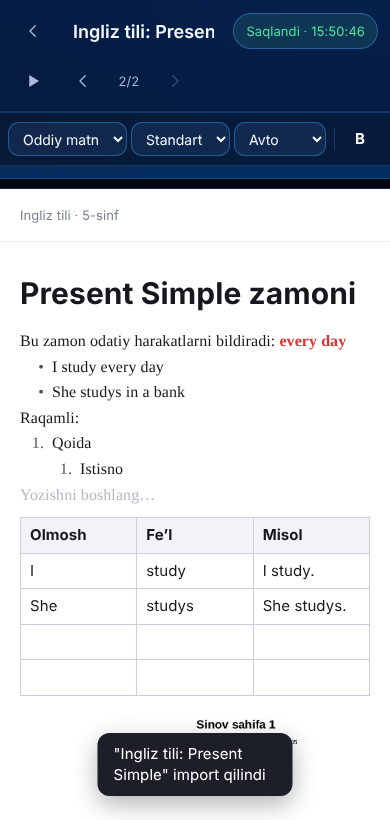 Ingliz tili: Presen
Saqlandi · 15:50:46
2/2
Oddiy matn
Standart
Avto
B
Ingliz tili · 5-sinf
Present Simple zamoni
Bu zamon odatiy harakatlarni bildiradi: every day
• I study every day
• She studys in a bank
Raqamli:
1. Qoida
1. Istisno
Yozishni boshlang…
Olmosh Fe’l Misol
I study I study.
She studys She studys.
Sinov sahifa 1
"Ingliz tili: Present
Simple" import qilindi